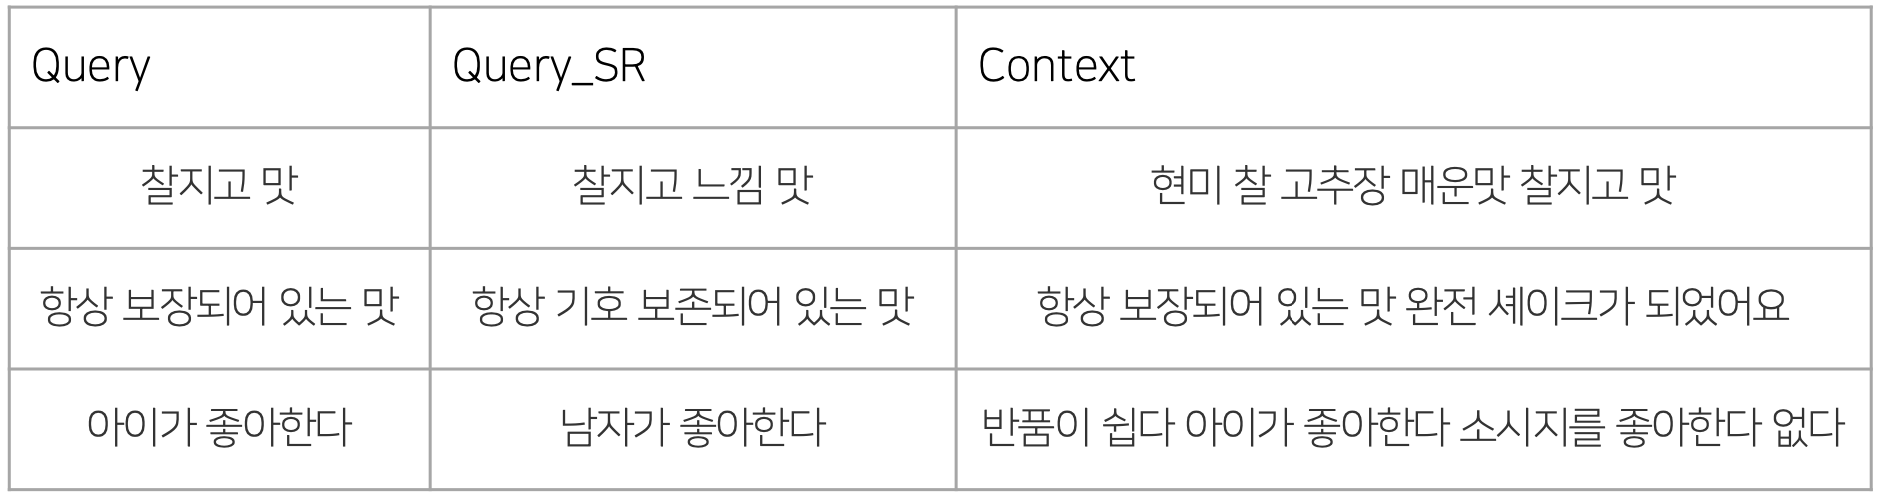 Query Query_SR Context
찰지고 맛 찰지고 느낌 맛 현미 찰 고추장 매운맛 찰지고 맛
항상 보장되어 있는 맛 항상 기호 보존되어 있는 맛 항상 보장되어 있는 맛 완전 셰이크가 되었어요
아이가 좋아한다 남자가 좋아한다 반품이 쉽다 아이가 좋아한다 소시지를 좋아한다 없다